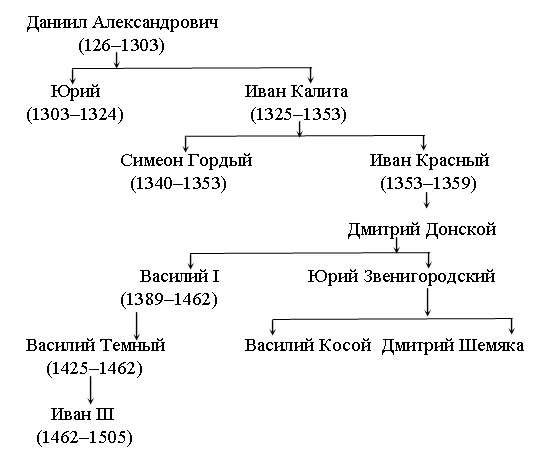 Даниил Александрович
(126–1303)
Юрий
(1303–1324)
Иван Калита
(1325–1353)
Симеон Гордый
(1340–1353)
Иван Красный
(1353–1359)
Дмитрий Донской
Василий I
(1389–1462)
Юрий Звенигородский
Василий Темный
(1425–1462)
Василий Косой
Дмитрий Шемяка
Иван III
(1462–1505)